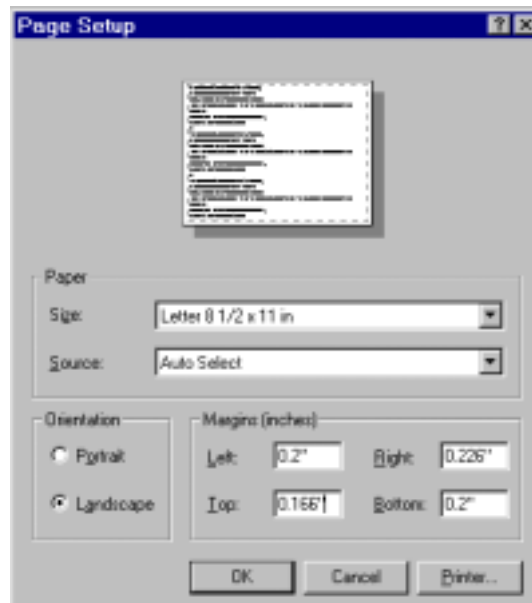 Page Setup
Paper
Size: Letter 8 1/2 x 11 in
Source: Auto Select
Orientation
Portrait
Landscape
Margins (inches)
Left: 0.2" Right: 0.226"
Top: 0.166" Bottom: 0.2"
OK Cancel Printer...